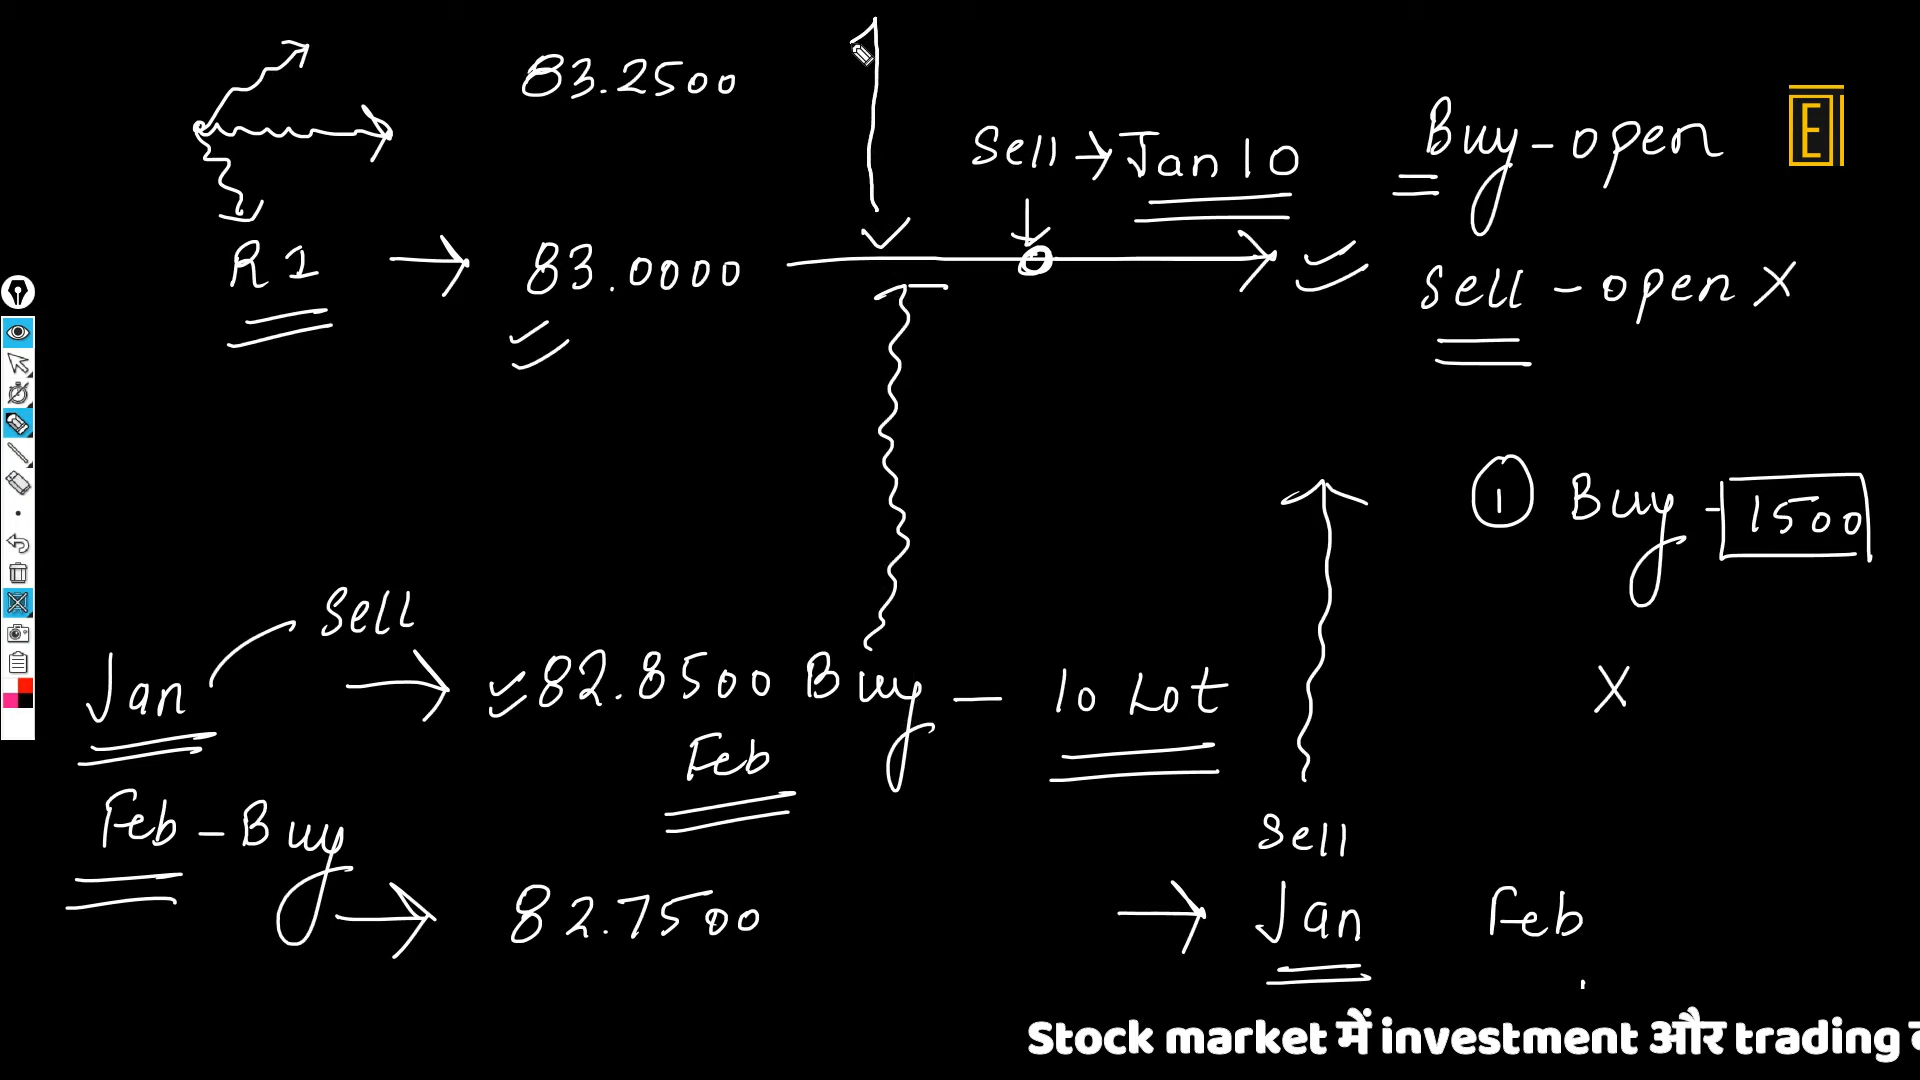 83.2500
Sell → Jan 10
Buy - open
E
R1 → 83.0000
Sell - open X
1 Buy - 1500
Sell
Jan → 82.8500 Buy - 10 Lot
X
Feb
Feb - Buy
Sell
→ 82.7500
→ Jan Feb
Stock market में investment और trading